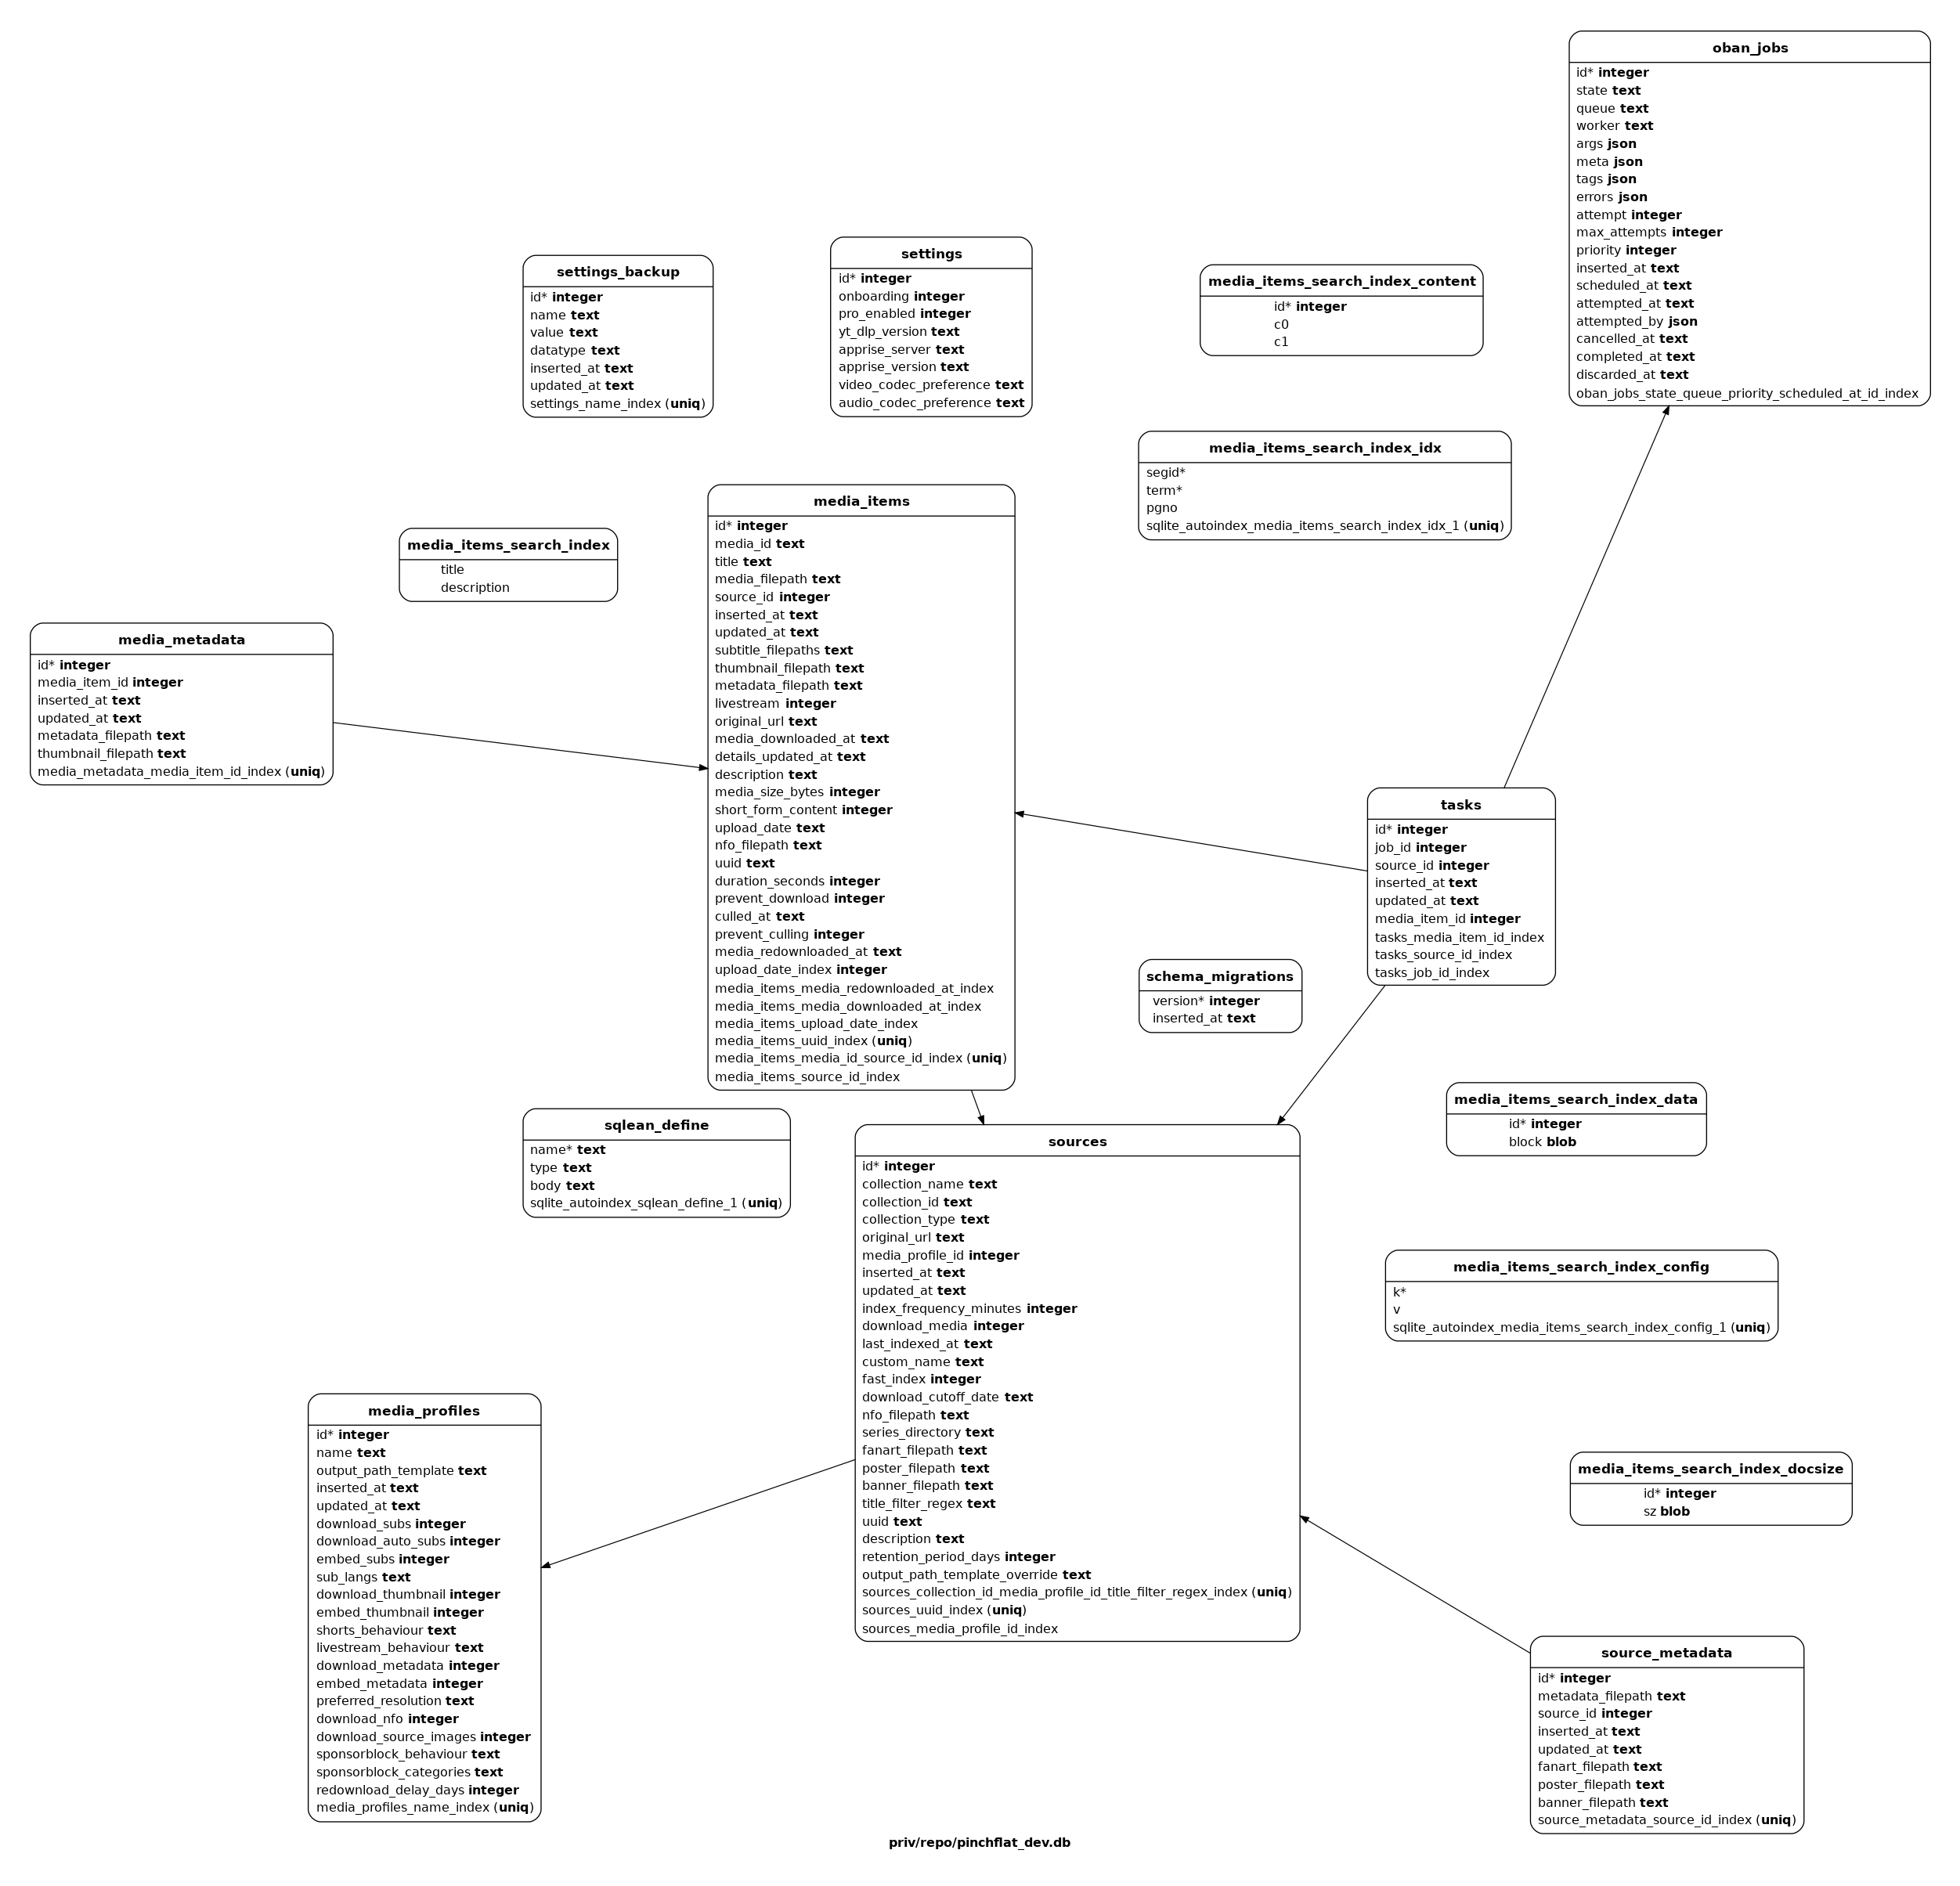 oban_jobs
id* integer
state text
queue text
worker text
args json
meta json
tags json
errors json
attempt integer
max_attempts integer
priority integer
inserted_at text
scheduled_at text
attempted_at text
attempted_by json
cancelled_at text
completed_at text
discarded_at text
oban_jobs_state_queue_priority_scheduled_at_id_index
settings_backup
id* integer
name text
value text
datatype text
inserted_at text
updated_at text
settings_name_index (uniq)
settings
id* integer
onboarding integer
pro_enabled integer
yt_dlp_version text
apprise_server text
apprise_version text
video_codec_preference text
audio_codec_preference text
media_items_search_index_content
id* integer
c0
c1
media_items_search_index_idx
segid*
term*
pgno
sqlite_autoindex_media_items_search_index_idx_1 (uniq)
media_items
id* integer
media_id text
title text
media_filepath text
source_id integer
inserted_at text
updated_at text
subtitle_filepaths text
thumbnail_filepath text
metadata_filepath text
livestream integer
original_url text
media_downloaded_at text
details_updated_at text
description text
media_size_bytes integer
short_form_content integer
upload_date text
nfo_filepath text
uuid text
duration_seconds integer
prevent_download integer
culled_at text
prevent_culling integer
media_redownloaded_at text
upload_date_index integer
media_items_media_redownloaded_at_index
media_items_media_downloaded_at_index
media_items_upload_date_index
media_items_uuid_index (uniq)
media_items_media_id_source_id_index (uniq)
media_items_source_id_index
media_items_search_index
title
description
media_metadata
id* integer
media_item_id integer
inserted_at text
updated_at text
metadata_filepath text
thumbnail_filepath text
media_metadata_media_item_id_index (uniq)
tasks
id* integer
job_id integer
source_id integer
inserted_at text
updated_at text
media_item_id integer
tasks_media_item_id_index
tasks_source_id_index
tasks_job_id_index
schema_migrations
version* integer
inserted_at text
media_items_search_index_data
id* integer
block blob
sqlean_define
name* text
type text
body text
sqlite_autoindex_sqlean_define_1 (uniq)
sources
id* integer
collection_name text
collection_id text
collection_type text
original_url text
media_profile_id integer
inserted_at text
updated_at text
index_frequency_minutes integer
download_media integer
last_indexed_at text
custom_name text
fast_index integer
download_cutoff_date text
nfo_filepath text
series_directory text
fanart_filepath text
poster_filepath text
banner_filepath text
title_filter_regex text
uuid text
description text
retention_period_days integer
output_path_template_override text
sources_collection_id_media_profile_id_title_filter_regex_index (uniq)
sources_uuid_index (uniq)
sources_media_profile_id_index
media_items_search_index_config
k*
v
sqlite_autoindex_media_items_search_index_config_1 (uniq)
media_profiles
id* integer
name text
output_path_template text
inserted_at text
updated_at text
download_subs integer
download_auto_subs integer
embed_subs integer
sub_langs text
download_thumbnail integer
embed_thumbnail integer
shorts_behaviour text
livestream_behaviour text
download_metadata integer
embed_metadata integer
preferred_resolution text
download_nfo integer
download_source_images integer
sponsorblock_behaviour text
sponsorblock_categories text
redownload_delay_days integer
media_profiles_name_index (uniq)
media_items_search_index_docsize
id* integer
sz blob
source_metadata
id* integer
metadata_filepath text
source_id integer
inserted_at text
updated_at text
fanart_filepath text
poster_filepath text
banner_filepath text
source_metadata_source_id_index (uniq)
priv/repo/pinchflat_dev.db